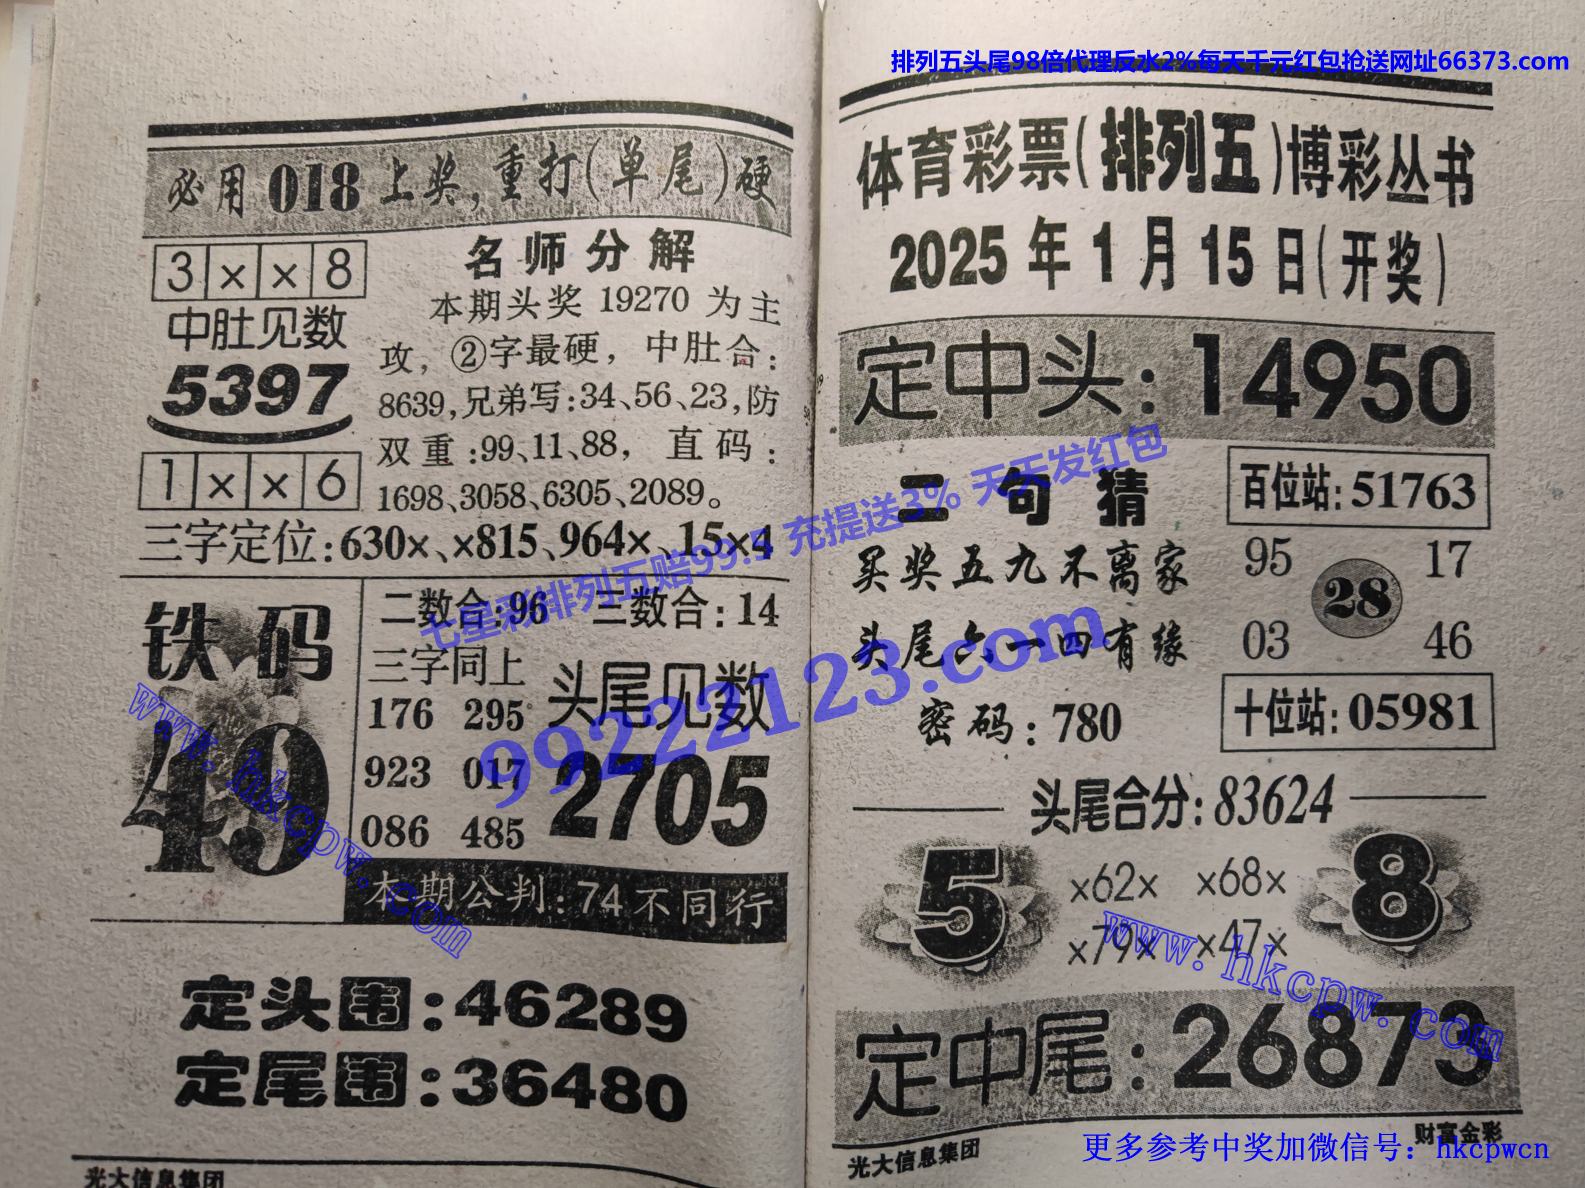 排列五头尾98倍代理反水2%每天千元红包抢送网址66373.com
必用018上奖,重打(单尾)硬
3××8
中肚见数
5397
1××6
名师分解
本期头奖19270为主
攻，②字最硬，中肚合:
8639,兄弟写:34、56、23,防
双重:99、11、88，直码:
1698、3058、6305、2089。
三字定位:630×、×815、964×、15×4
铁码
49
二数合:96 三数合:14
三字同上
176 295
923 017
086 485
头尾见数
2705
本期公判:74不同行
定头围:46289
定尾围:36480
光大信息集团
体育彩票(排列五)博彩丛书
2025年1月15日(开奖)
定中头:14950
二句猜
买奖五九不离家
头尾六一四有缘
密码:780
百位站:51763
95 17
28
03 46
十位站:05981
头尾合分:83624
5
×62× ×68×
×79× ×47×
8
定中尾:26873
光大信息集团
财富金彩
七星彩排列五赔99.5 充提送3% 天天发红包
99222123.com
www.hkcpw.com
www.hkcpw.com
更多参考中奖加微信号：hkcpwcn